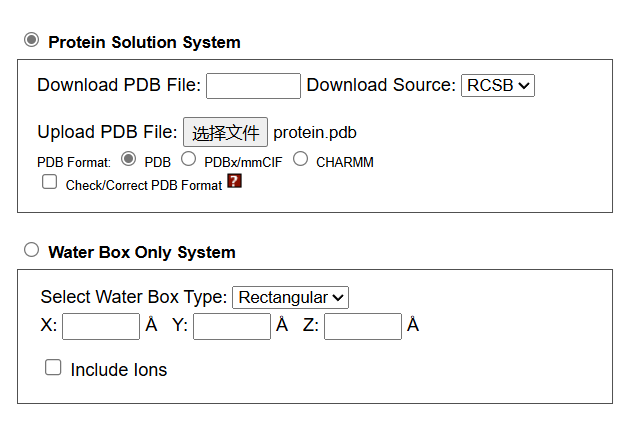 Protein Solution System
Download PDB File: Download Source: RCSB
Upload PDB File: 选择文件 protein.pdb
PDB Format: PDB PDBx/mmCIF CHARMM
Check/Correct PDB Format ?
Water Box Only System
Select Water Box Type: Rectangular
X: Å Y: Å Z: Å
Include Ions